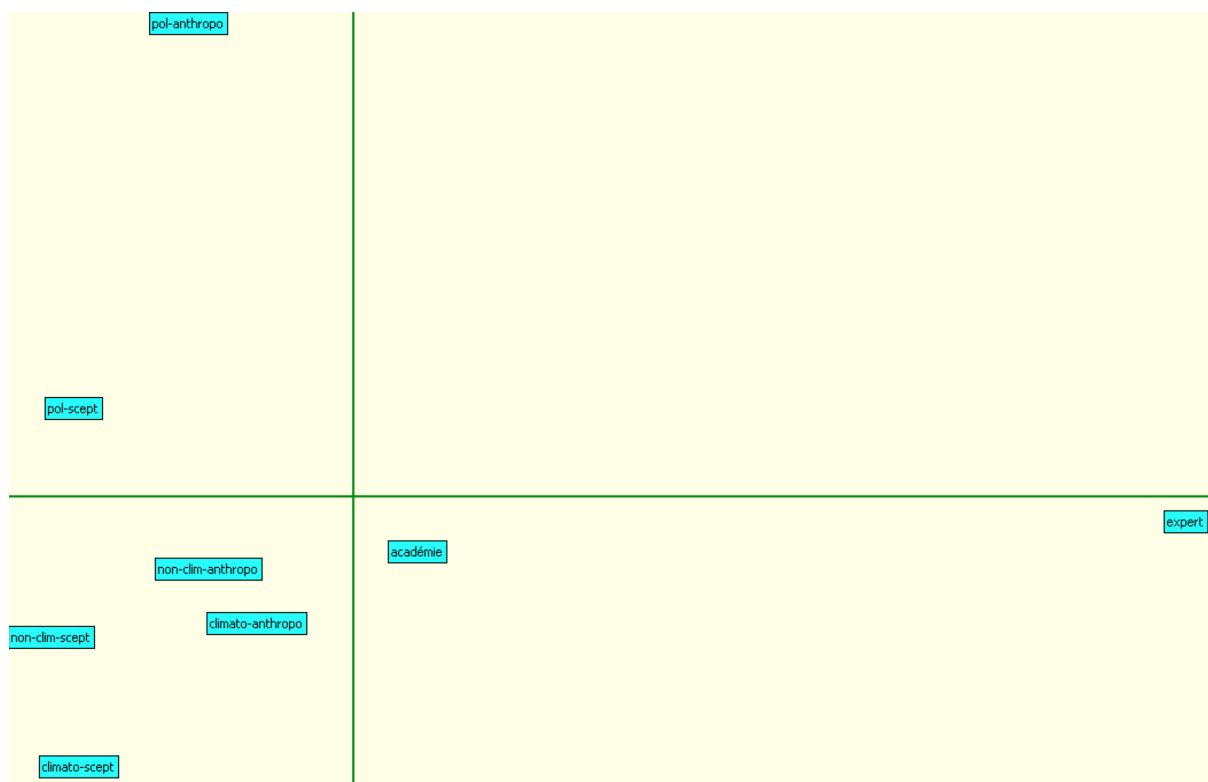 pol-anthropo
pol-scept
expert
académie
non-clim-anthropo
climato-anthropo
non-clim-scept
climato-scept